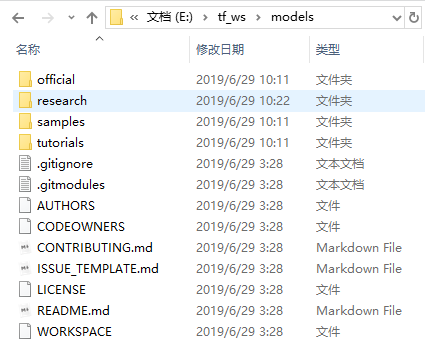 « 文档 (E:) › tf_ws › models
名称 修改日期 类型
official 2019/6/29 10:11 文件夹
research 2019/6/29 10:22 文件夹
samples 2019/6/29 10:11 文件夹
tutorials 2019/6/29 10:11 文件夹
.gitignore 2019/6/29 3:28 文本文档
.gitmodules 2019/6/29 3:28 文本文档
AUTHORS 2019/6/29 3:28 文件
CODEOWNERS 2019/6/29 3:28 文件
CONTRIBUTING.md 2019/6/29 3:28 Markdown File
ISSUE_TEMPLATE.md 2019/6/29 3:28 Markdown File
LICENSE 2019/6/29 3:28 文件
README.md 2019/6/29 3:28 Markdown File
WORKSPACE 2019/6/29 3:28 文件